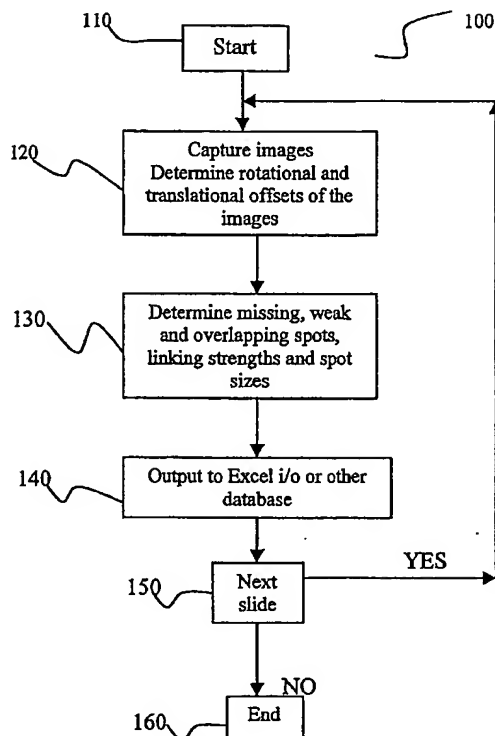 110
Start
100
120
Capture images
Determine rotational and
translational offsets of the
images
130
Determine missing, weak
and overlapping spots,
linking strengths and spot
sizes
140
Output to Excel i/o or other
database
150
Next
slide
YES
NO
160
End